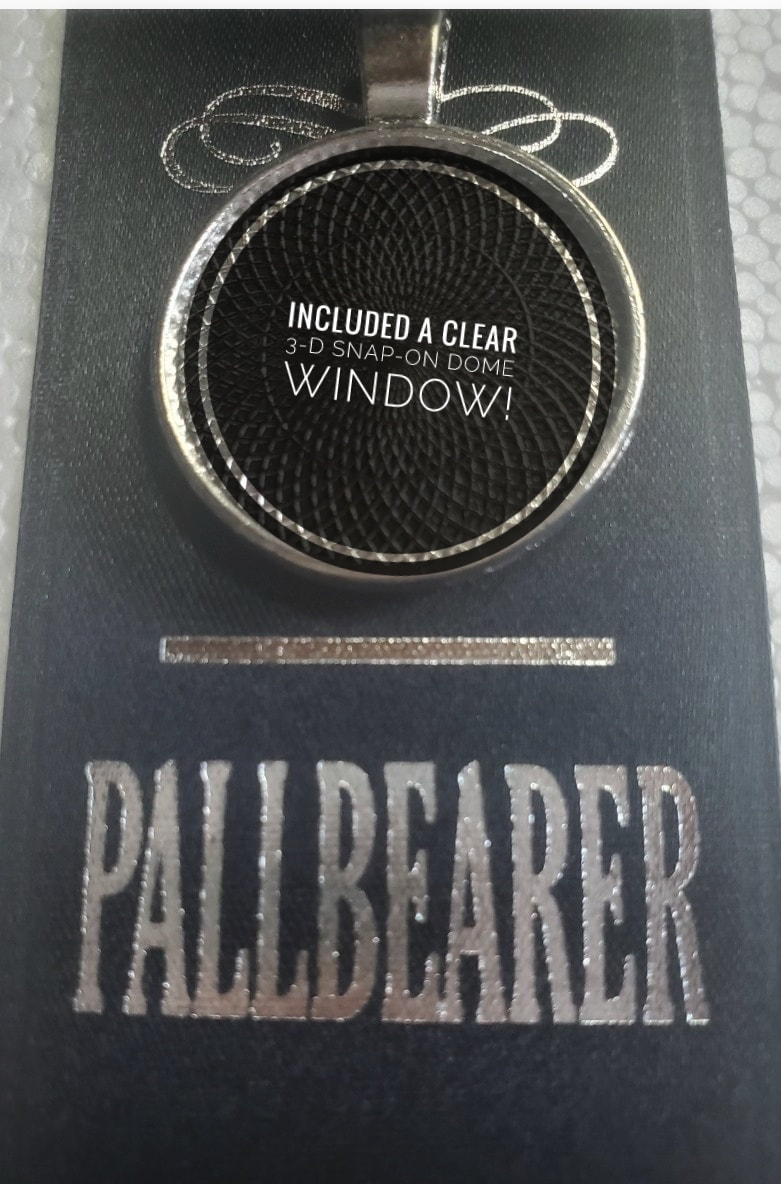 INCLUDED A CLEAR
3-D SNAP-ON DOME
WINDOW!
PALLBEARER